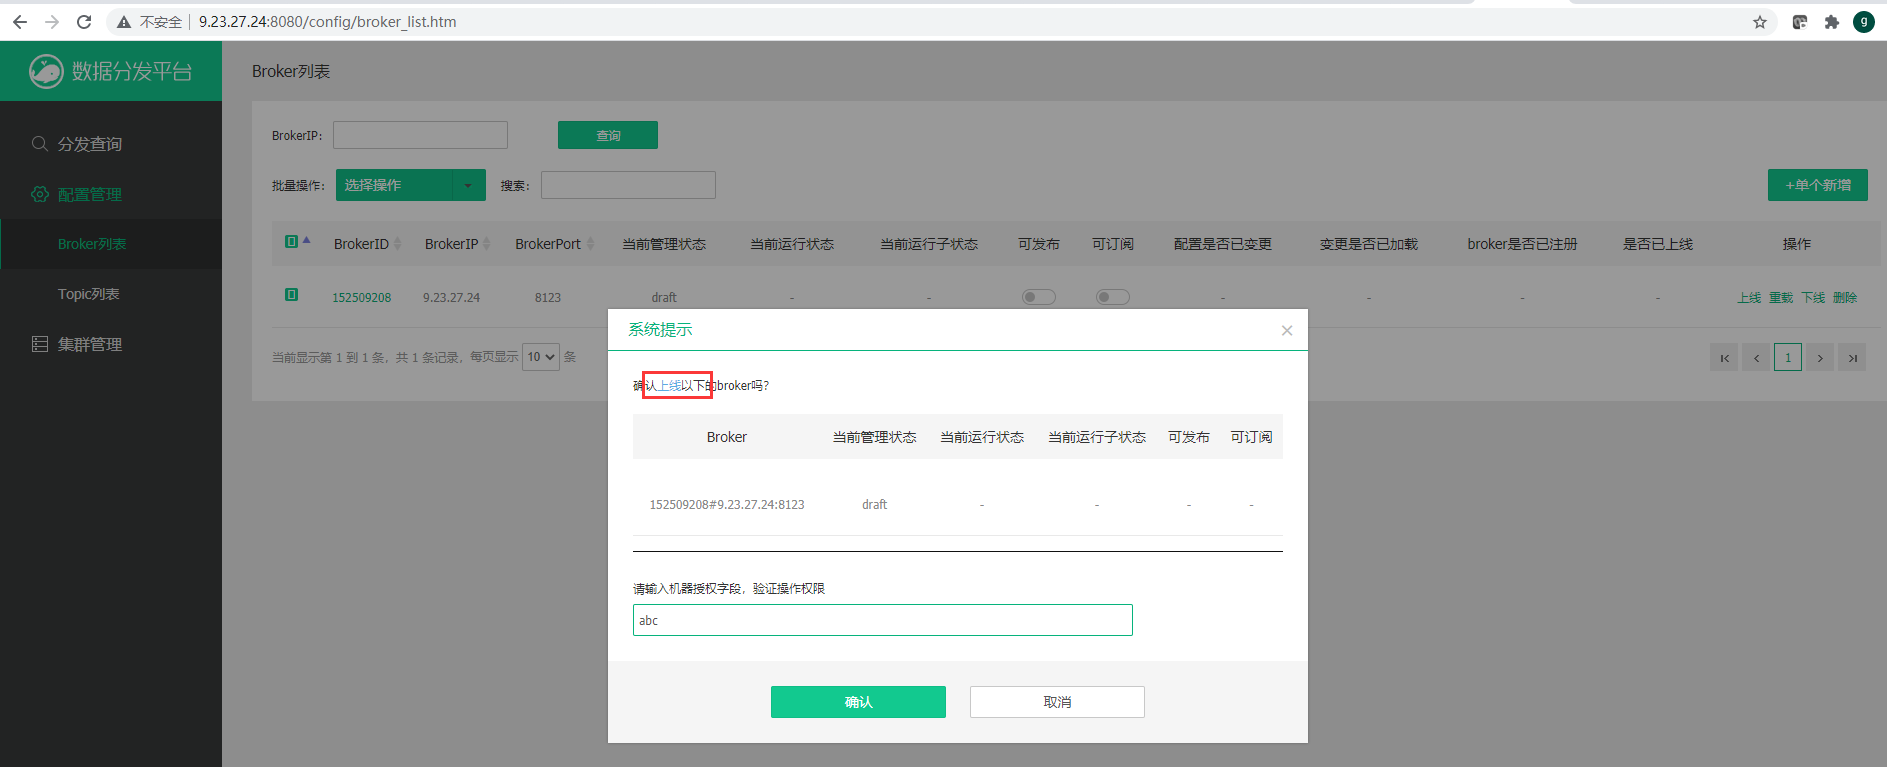 不安全 9.23.27.24:8080/config/broker_list.htm g
数据分发平台
分发查询
配置管理
Broker列表
Topic列表
集群管理
Broker列表
BrokerIP: 查询
批量操作: 选择操作 搜索: +单个新增
BrokerID BrokerIP BrokerPort 当前管理状态 当前运行状态 当前运行子状态 可发布 可订阅 配置是否已变更 变更是否已加载 broker是否已注册 是否已上线 操作
152509208 9.23.27.24 8123 draft - - - - - - 上线 重载 下线 删除
当前显示第 1 到 1 条，共 1 条记录，每页显示 10 条 1
系统提示
确认上线以下的broker吗?
Broker 当前管理状态 当前运行状态 当前运行子状态 可发布 可订阅
152509208#9.23.27.24:8123 draft - - - -
请输入机器授权字段，验证操作权限
abc
确认 取消